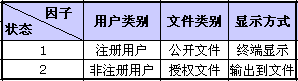 因子 用户类别 文件类别 显示方式
状态
1 注册用户 公开文件 终端显示
2 非注册用户 授权文件 输出到文件